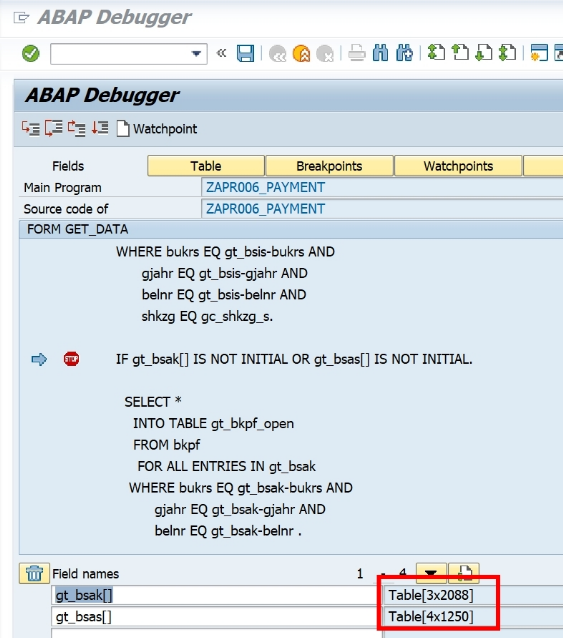 ABAP Debugger
ABAP Debugger
Watchpoint
Fields Table Breakpoints Watchpoints
Main Program ZAPR006_PAYMENT
Source code of ZAPR006_PAYMENT
FORM GET_DATA
WHERE bukrs EQ gt_bsis-bukrs AND
gjahr EQ gt_bsis-gjahr AND
belnr EQ gt_bsis-belnr AND
shkzg EQ gc_shkzg_s.
STOP IF gt_bsak[] IS NOT INITIAL OR gt_bsas[] IS NOT INITIAL.
SELECT *
INTO TABLE gt_bkpf_open
FROM bkpf
FOR ALL ENTRIES IN gt_bsak
WHERE bukrs EQ gt_bsak-bukrs AND
gjahr EQ gt_bsak-gjahr AND
belnr EQ gt_bsak-belnr .
Field names 1 - 4
gt_bsak[] Table[3x2088]
gt_bsas[] Table[4x1250]